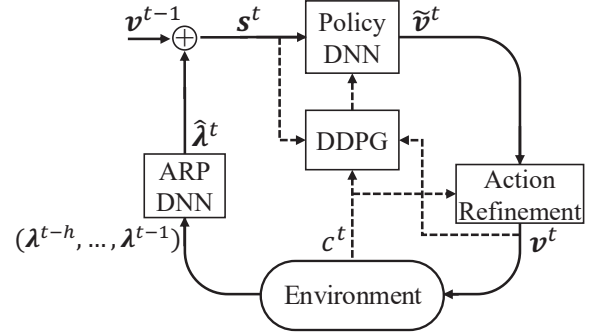 𝒗^{t−1}
⊕
𝒔^t
Policy
DNN
𝒗̃^t
𝝀̂^t
DDPG
ARP
DNN
Action
Refinement
(𝝀^{t−h}, …, 𝝀^{t−1})
c^t
𝒗^t
Environment